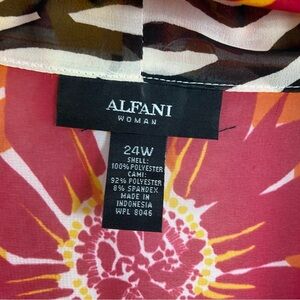 ALFANI
WOMAN
24W
SHELL:
100% POLYESTER
CAMI:
92% POLYESTER
8% SPANDEX
MADE IN
INDONESIA
WPL 8046